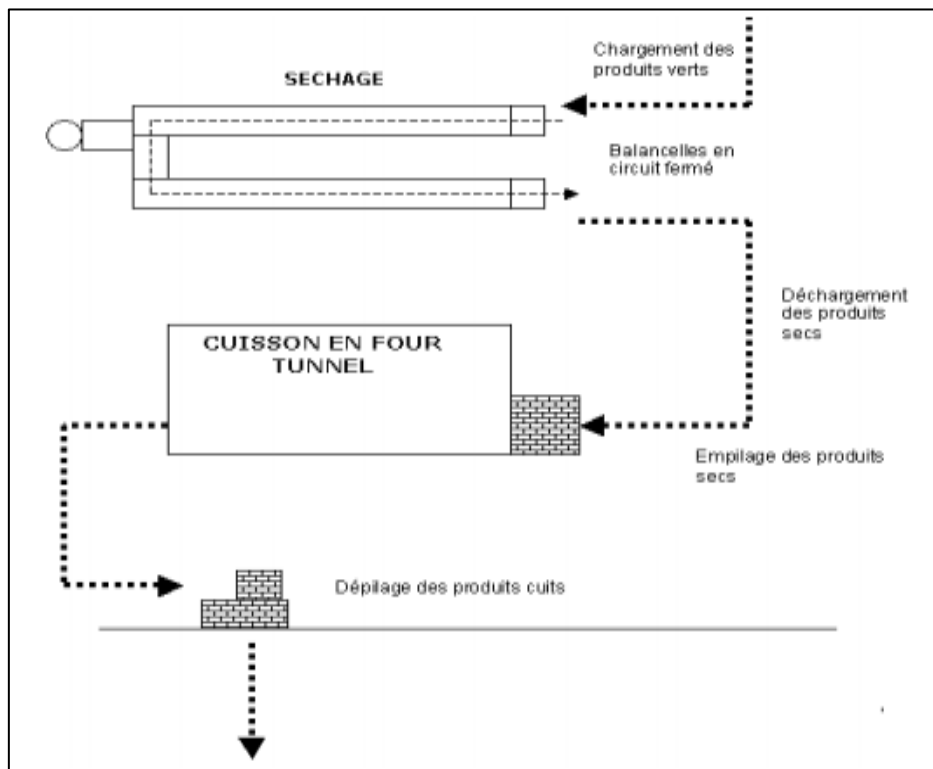 Chargement des
produits verts
SECHAGE
Balancelles en
circuit fermé
Déchargement
des produits
secs
CUISSON EN FOUR
TUNNEL
Empilage des produits
secs
Dépilage des produits cuits